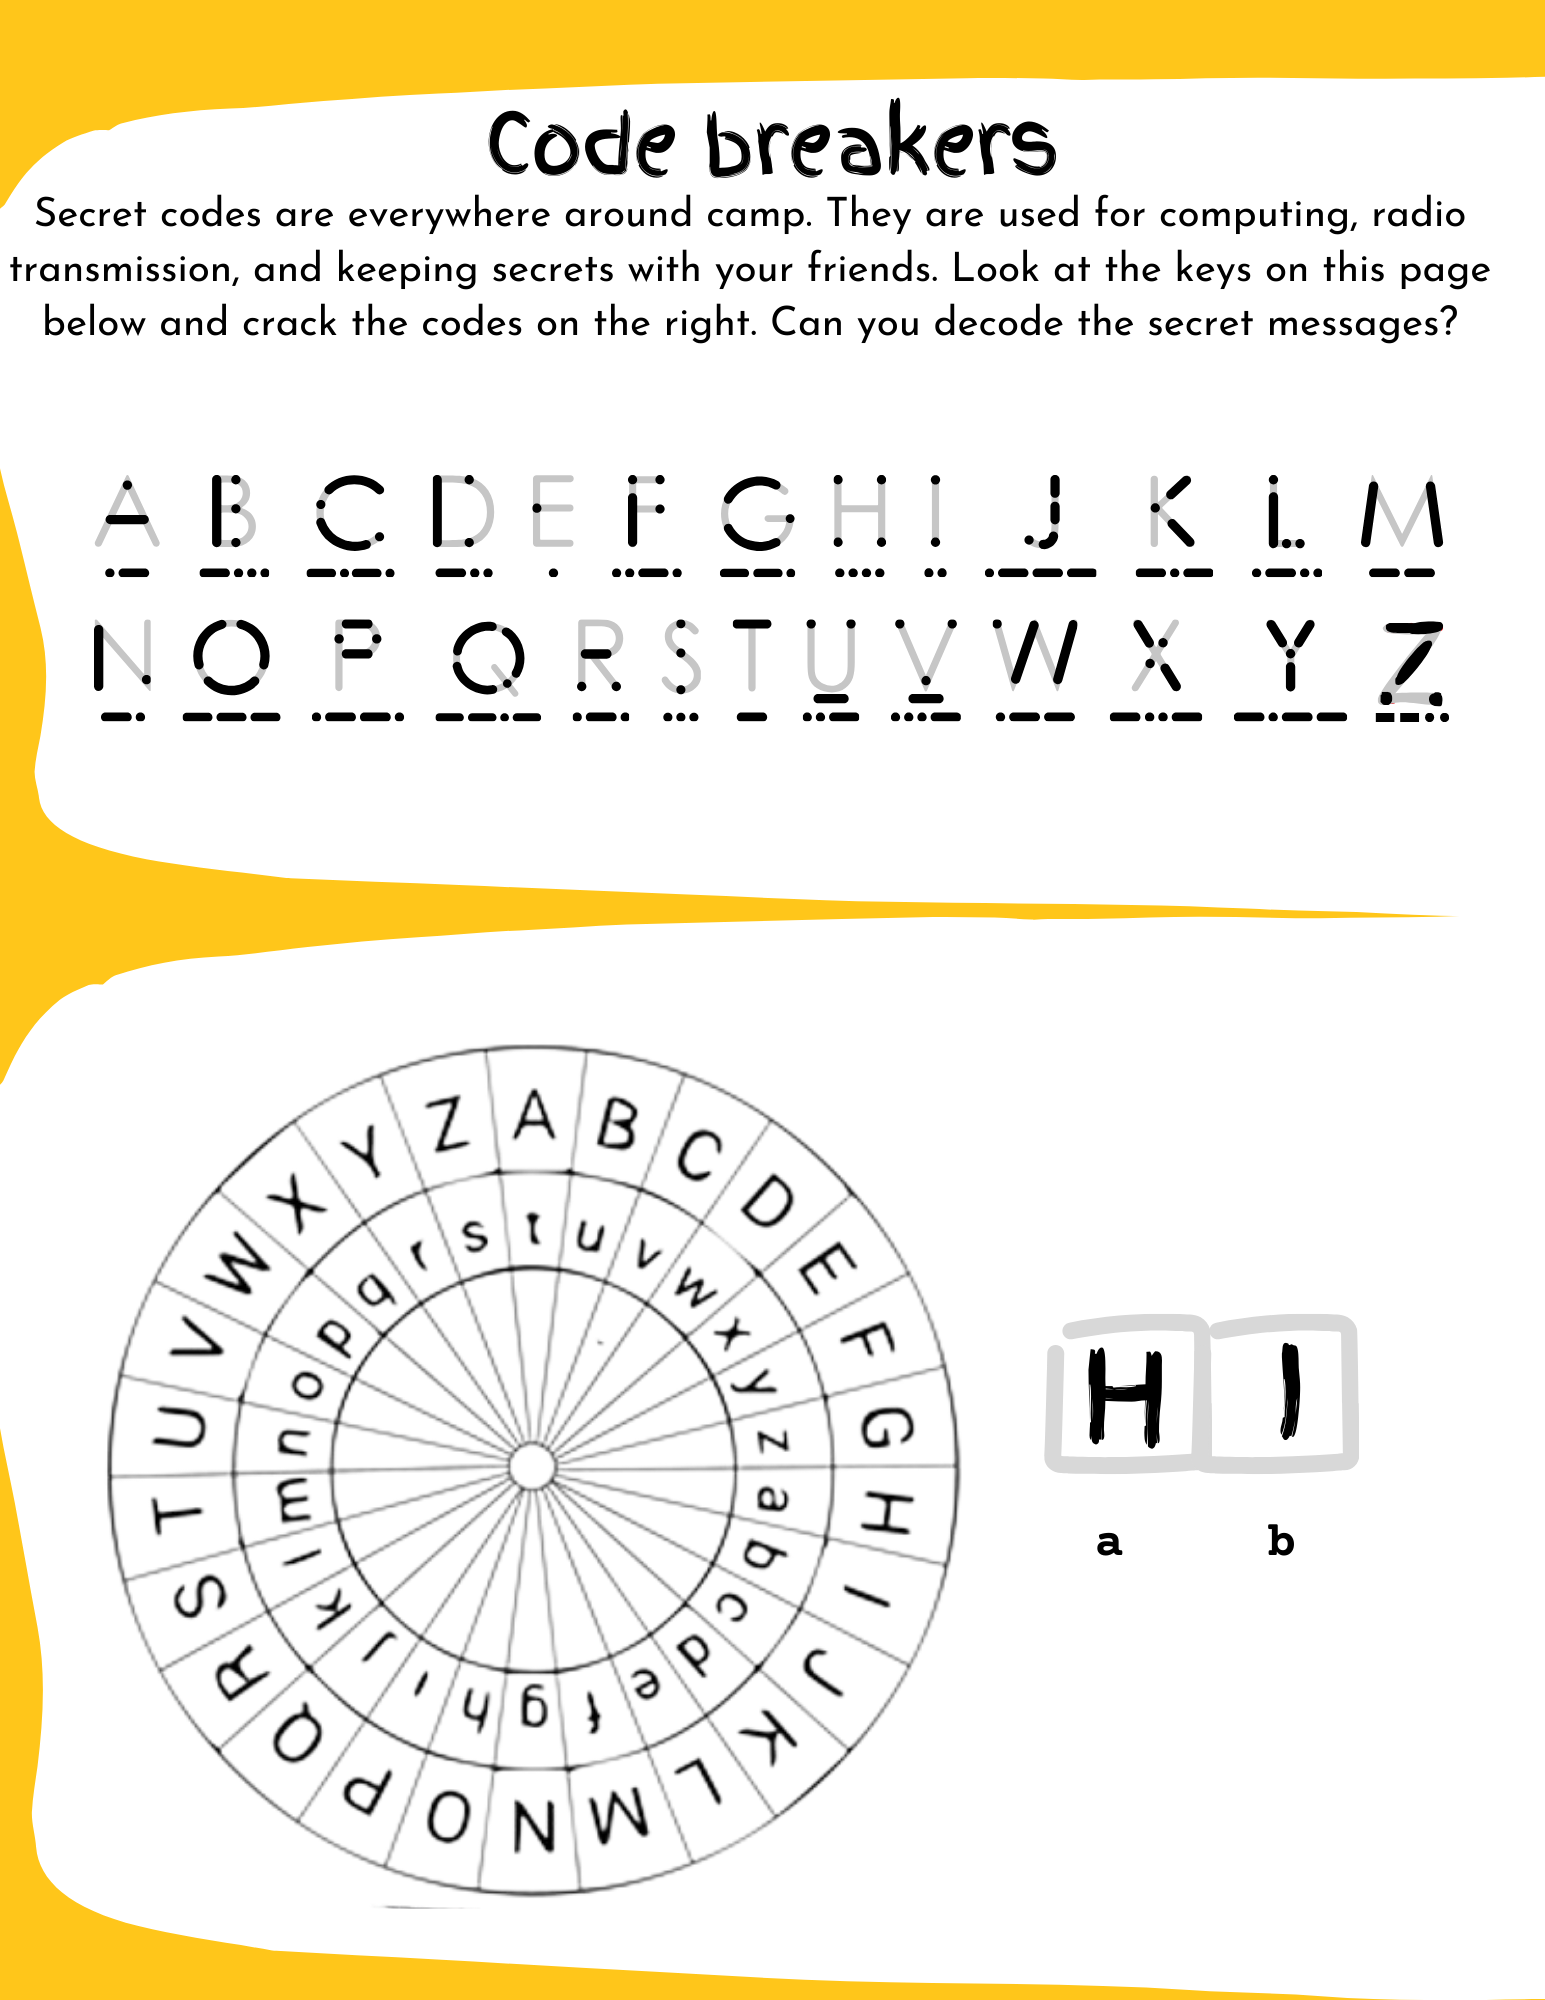 Code breakers
Secret codes are everywhere around camp. They are used for computing, radio
transmission, and keeping secrets with your friends. Look at the keys on this page
below and crack the codes on the right. Can you decode the secret messages?
A B C D E F G H I J K L M
N O P Q R S T U V W X Y Z
A B C D E F G H I J K L M N O P Q R S T U V W X Y Z
t u v w x y z a b c d e f g h i j k l m n o p q r s
H I
a b